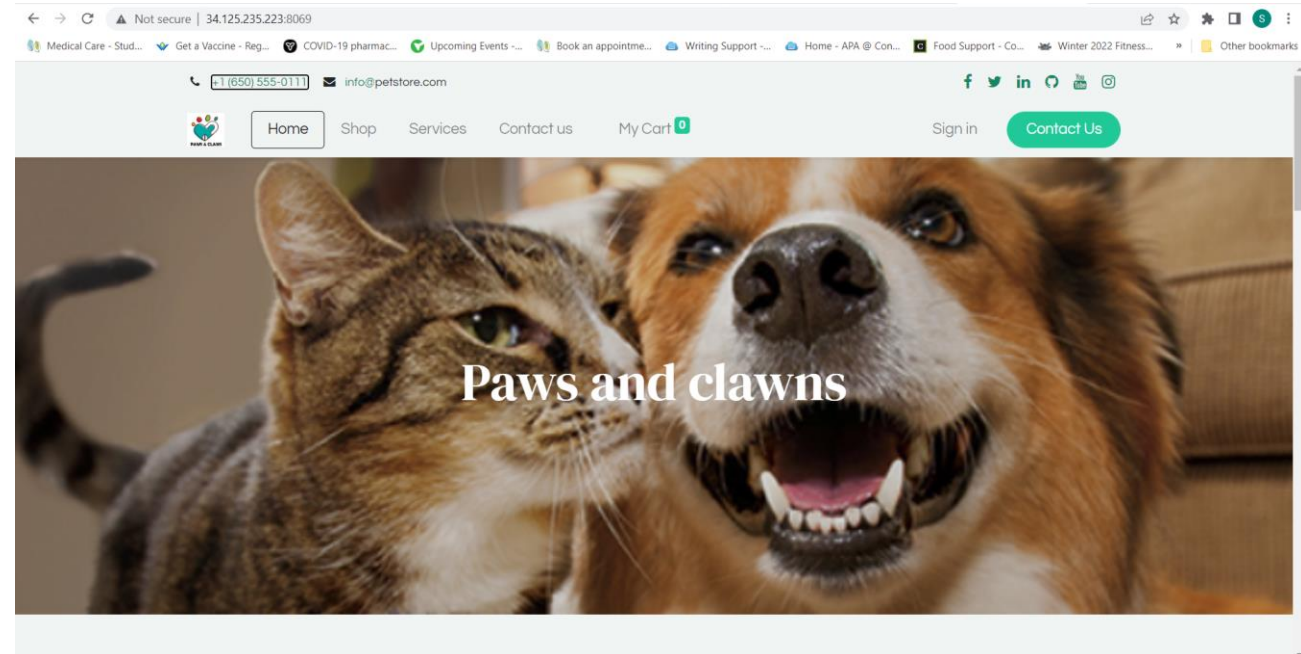 Not secure | 34.125.235.223:8069
S
Medical Care - Stud... Get a Vaccine - Reg... COVID-19 pharmac... Upcoming Events -... Book an appointme... Writing Support -... Home - APA @ Con... Food Support - Co... Winter 2022 Fitness... » Other bookmarks
+1 (650) 555-0111 info@petstore.com
PAWS & CLAWS
Home Shop Services Contact us My Cart 0 Sign in Contact Us
Paws and clawns